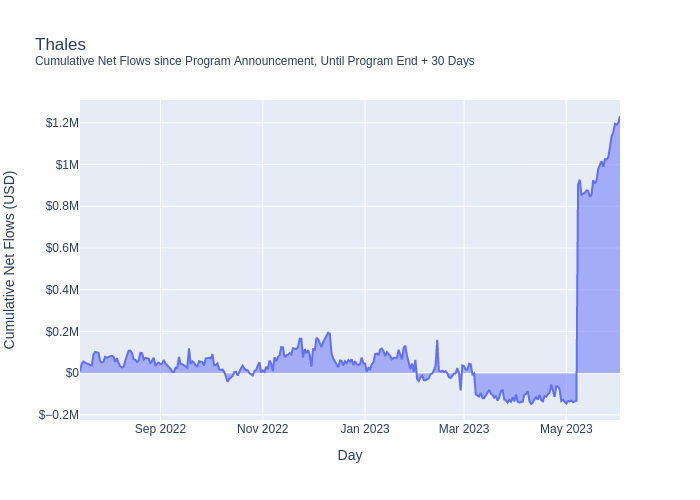 Thales
Cumulative Net Flows since Program Announcement, Until Program End + 30 Days
Cumulative Net Flows (USD)
$1.2M
$1M
$0.8M
$0.6M
$0.4M
$0.2M
$0
$−0.2M
Sep 2022
Nov 2022
Jan 2023
Mar 2023
May 2023
Day